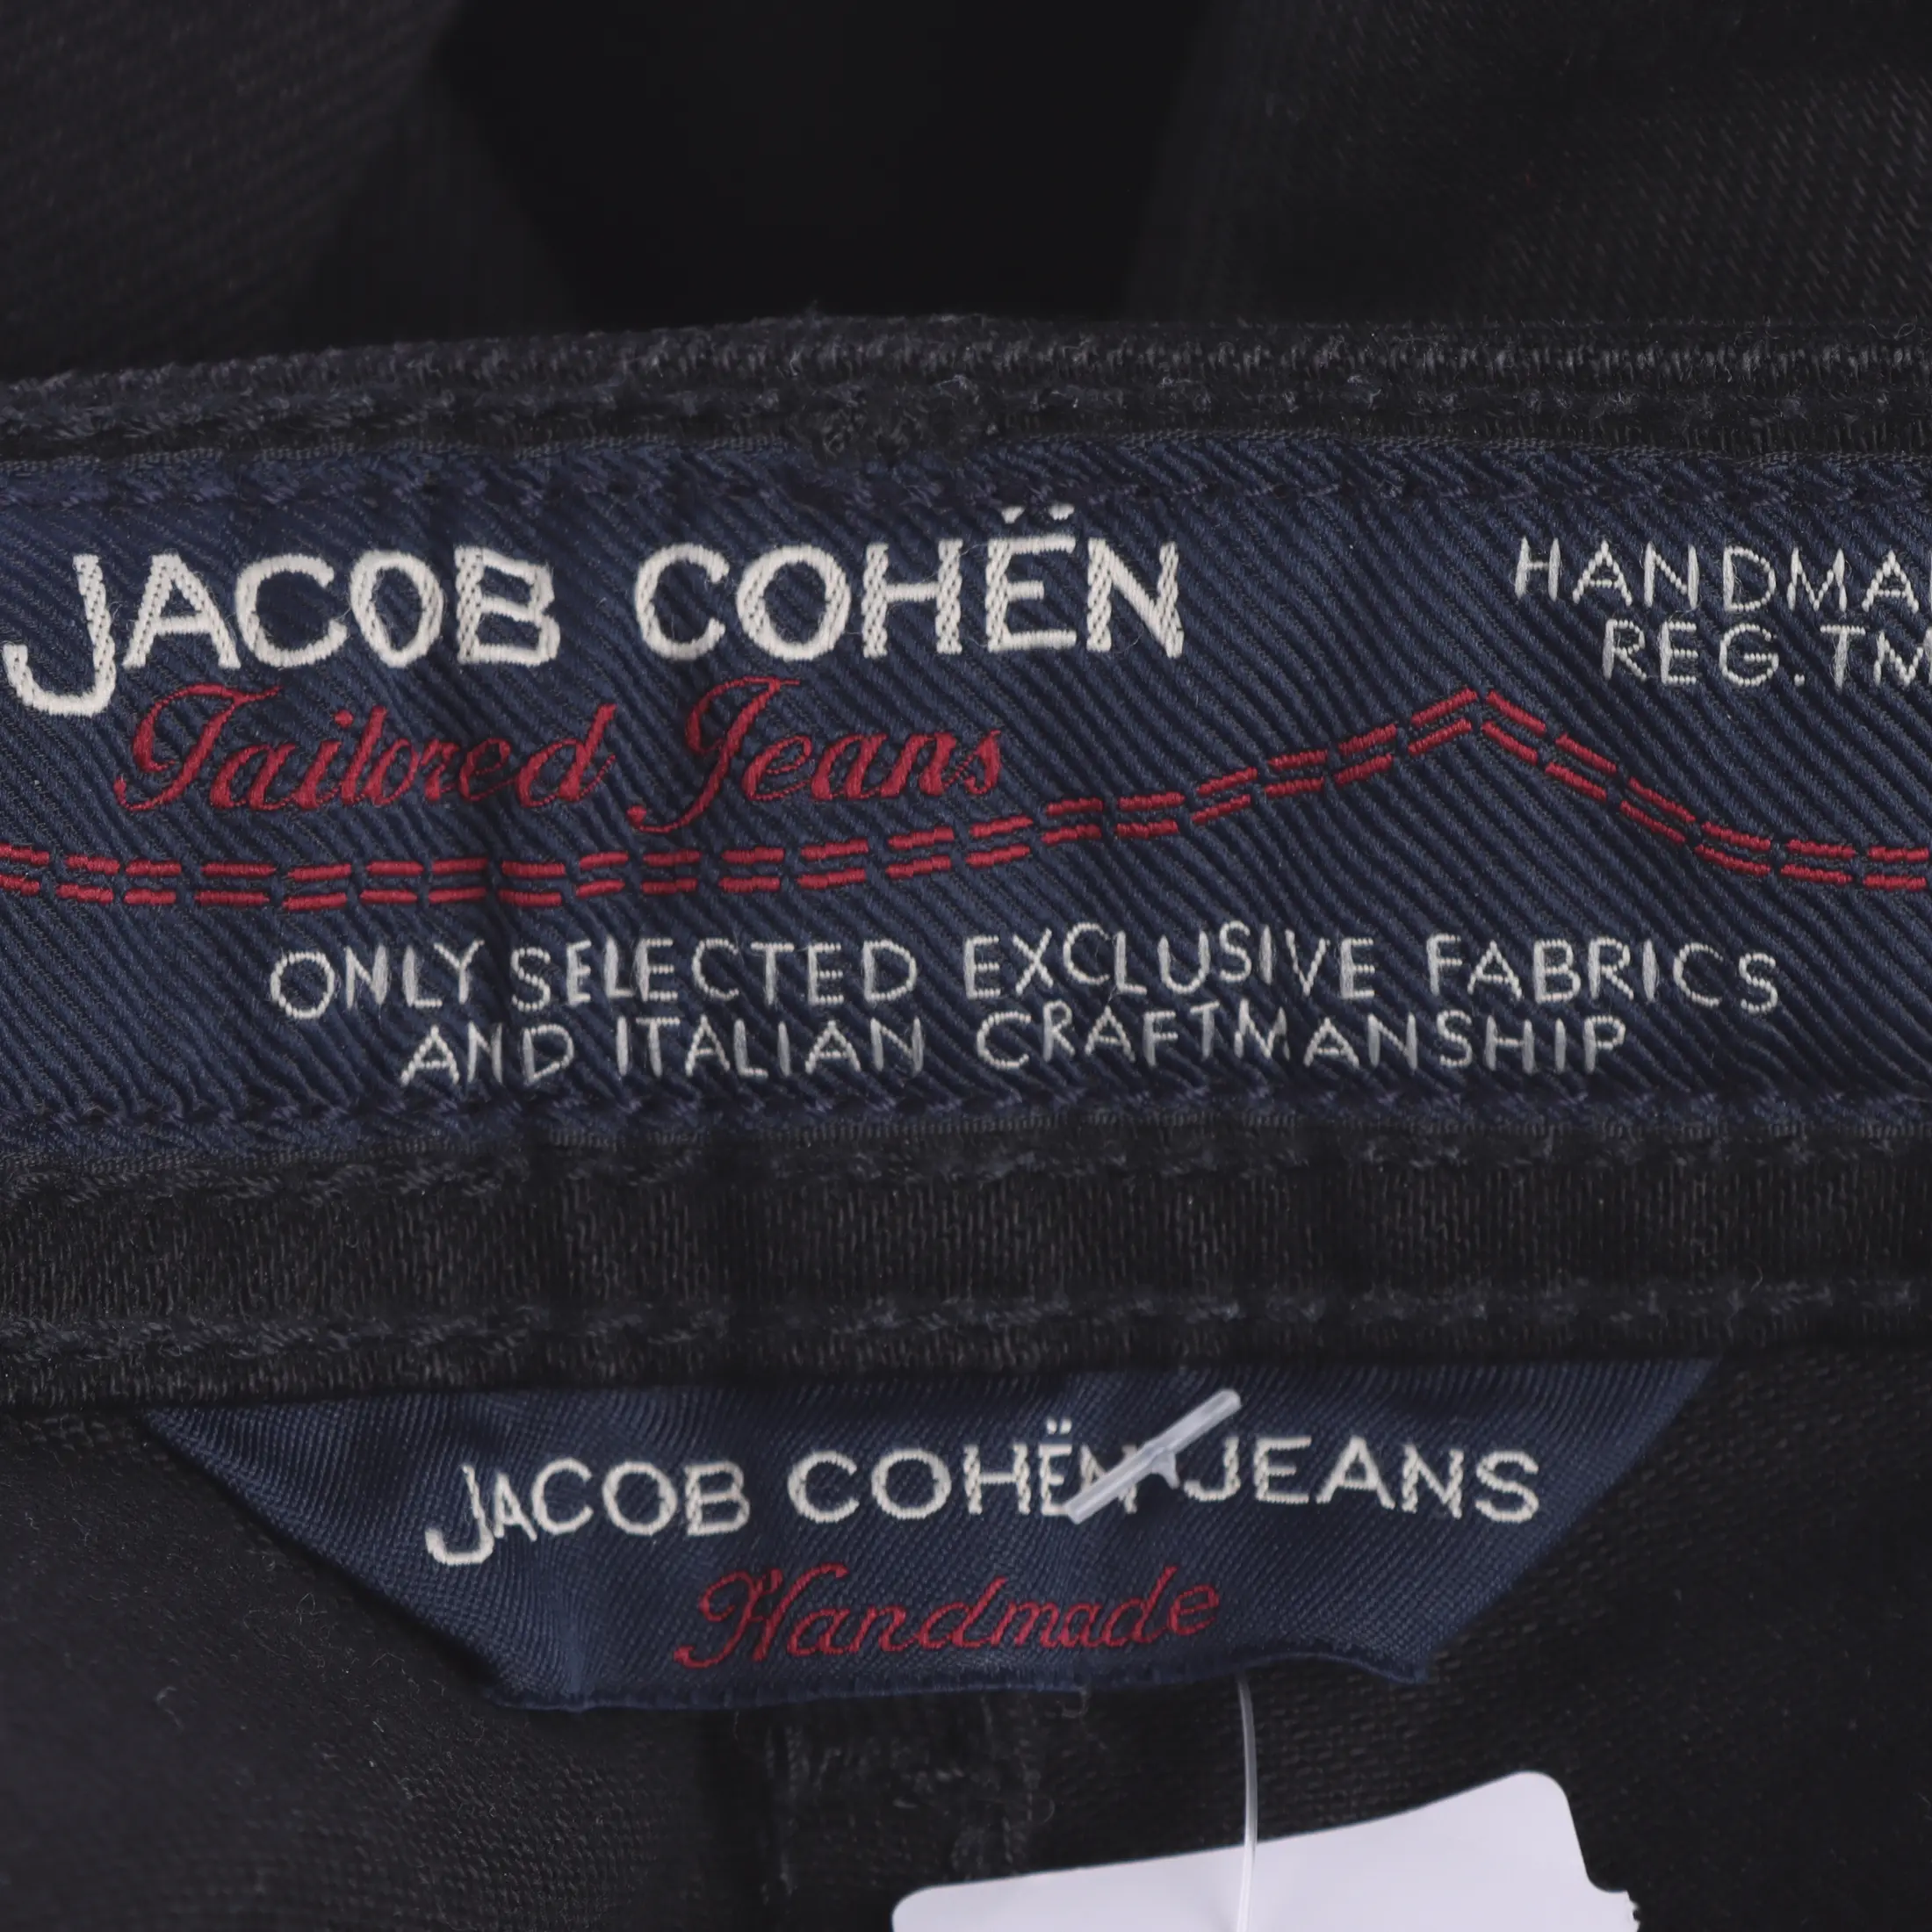 JACOB COHËN
Tailored Jeans
HANDMA
REG.TM
ONLY SELECTED EXCLUSIVE FABRICS
AND ITALIAN CRAFTMANSHIP
JACOB COHËN JEANS
Handmade